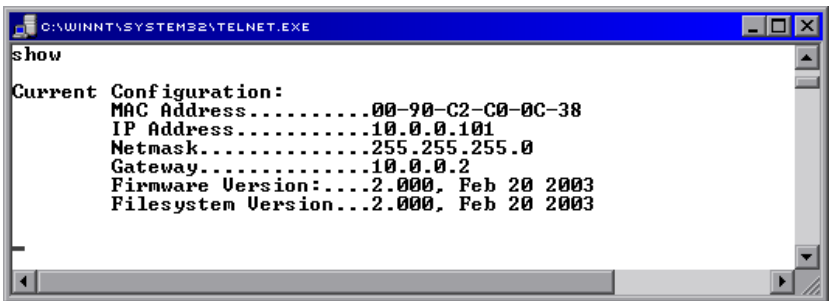 C:\WINNT\SYSTEM32\TELNET.EXE
show
Current Configuration:
MAC Address..........00-90-C2-C0-0C-38
IP Address...........10.0.0.101
Netmask..............255.255.255.0
Gateway..............10.0.0.2
Firmware Version:....2.000, Feb 20 2003
Filesystem Version...2.000, Feb 20 2003